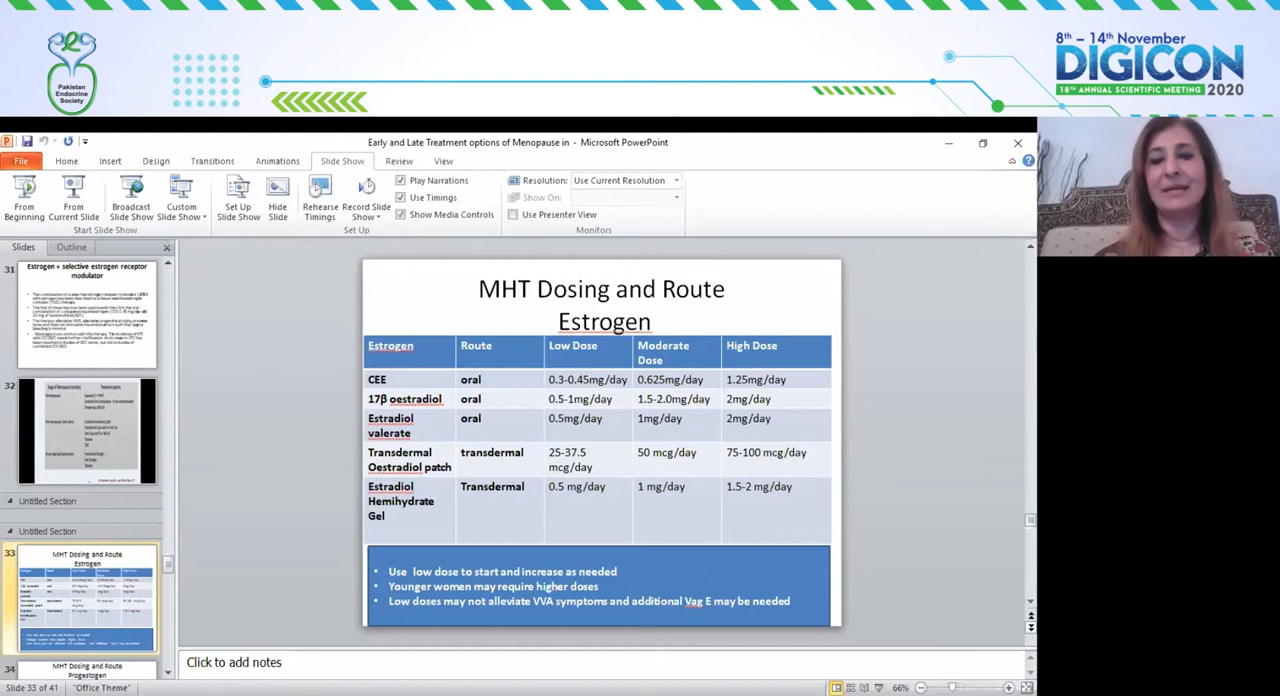 Pakistan
Endocrine
Society
8th – 14th November
DIGICON
18TH ANNUAL SCIENTIFIC MEETING 2020
Early and Late Treatment options of Menopause in - Microsoft PowerPoint
File Home Insert Design Transitions Animations Slide Show Review View
From Beginning
From Current Slide
Broadcast Slide Show
Custom Slide Show
Start Slide Show
Set Up Slide Show
Hide Slide
Rehearse Timings
Record Slide Show
Play Narrations
Use Timings
Show Media Controls
Set Up
Resolution: Use Current Resolution
Show On:
Use Presenter View
Monitors
Slides Outline
31
Estrogen + selective estrogen receptor
modulator
32
Untitled Section
Untitled Section
33
MHT Dosing and Route
Estrogen
34
MHT Dosing and Route
Progestogen
MHT Dosing and Route
Estrogen
Estrogen Route Low Dose Moderate Dose High Dose
CEE oral 0.3-0.45mg/day 0.625mg/day 1.25mg/day
17β oestradiol oral 0.5-1mg/day 1.5-2.0mg/day 2mg/day
Estradiol valerate oral 0.5mg/day 1mg/day 2mg/day
Transdermal Oestradiol patch transdermal 25-37.5 mcg/day 50 mcg/day 75-100 mcg/day
Estradiol Hemihydrate Gel Transdermal 0.5 mg/day 1 mg/day 1.5-2 mg/day
• Use low dose to start and increase as needed
• Younger women may require higher doses
• Low doses may not alleviate VVA symptoms and additional Vag E may be needed
Click to add notes
Slide 33 of 41 "Office Theme" 66%